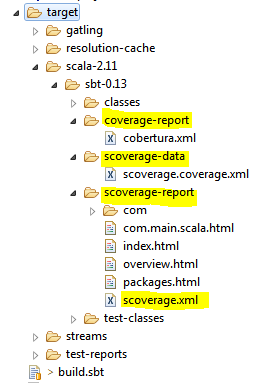 target
gatling
resolution-cache
scala-2.11
sbt-0.13
classes
coverage-report
cobertura.xml
scoverage-data
scoverage.coverage.xml
scoverage-report
com
com.main.scala.html
index.html
overview.html
packages.html
scoverage.xml
test-classes
streams
test-reports
> build.sbt